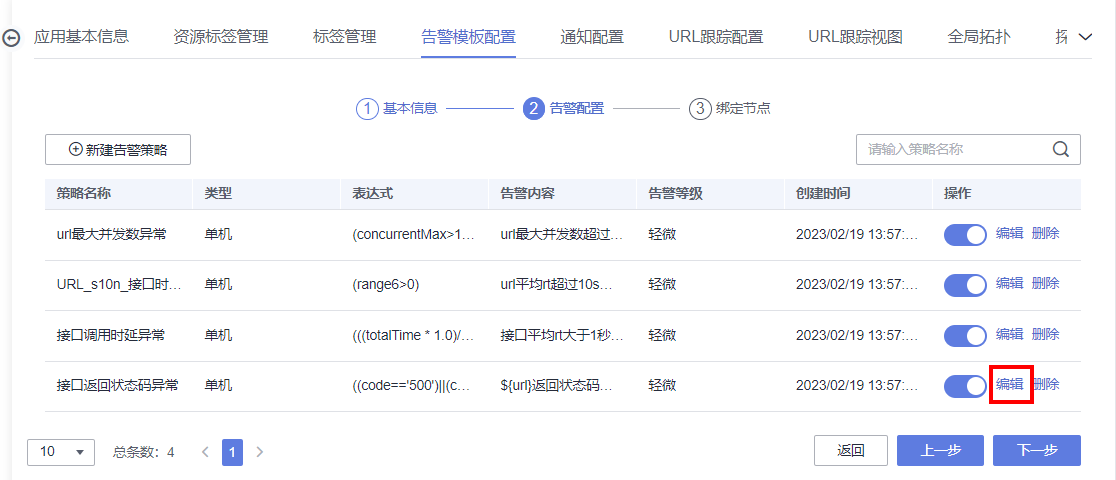 应用基本信息 资源标签管理 标签管理 告警模板配置 通知配置 URL跟踪配置 URL跟踪视图 全局拓扑
1 基本信息 2 告警配置 3 绑定节点
新建告警策略 请输入策略名称
策略名称 类型 表达式 告警内容 告警等级 创建时间 操作
url最大并发数异常 单机 (concurrentMax>1... url最大并发数超过... 轻微 2023/02/19 13:57:... 编辑 删除
URL_s10n_接口时... 单机 (range6>0) url平均rt超过10s... 轻微 2023/02/19 13:57:... 编辑 删除
接口调用时延异常 单机 (((totalTime * 1.0)/... 接口平均rt大于1秒... 轻微 2023/02/19 13:57:... 编辑 删除
接口返回状态码异常 单机 ((code=='500')||(c... ${url}返回状态码... 轻微 2023/02/19 13:57:... 编辑 删除
10 总条数: 4 < 1 > 返回 上一步 下一步